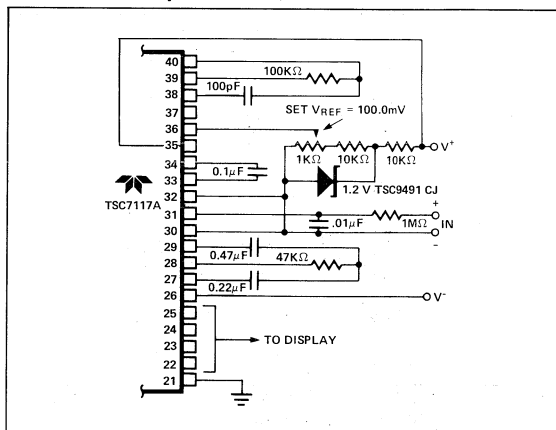 40
39
38
37
36
35
34
33
32
31
30
29
28
27
26
25
24
23
22
21
TSC7117A
100KΩ
100pF
SET VREF = 100.0mV
1KΩ
10KΩ
10KΩ
V+
0.1μF
1.2 V TSC9491 CJ
+
.01μF
1MΩ
IN
−
0.47μF
47KΩ
0.22μF
V−
TO DISPLAY